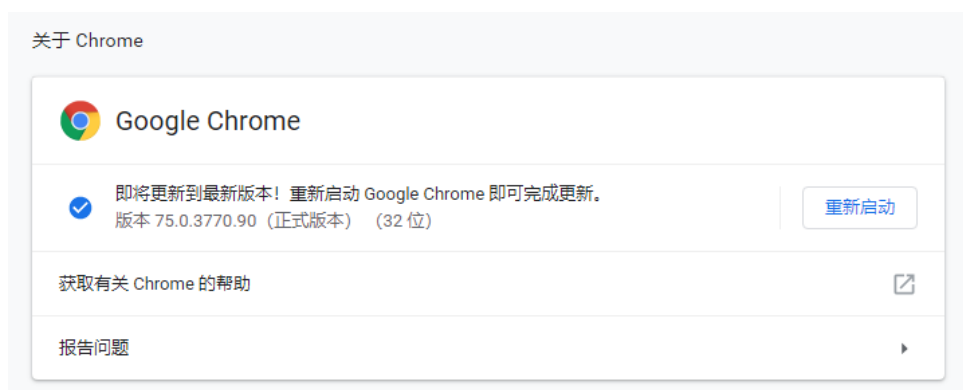 关于 Chrome
Google Chrome
即将更新到最新版本！重新启动 Google Chrome 即可完成更新。
版本 75.0.3770.90（正式版本） （32 位）
重新启动
获取有关 Chrome 的帮助
报告问题